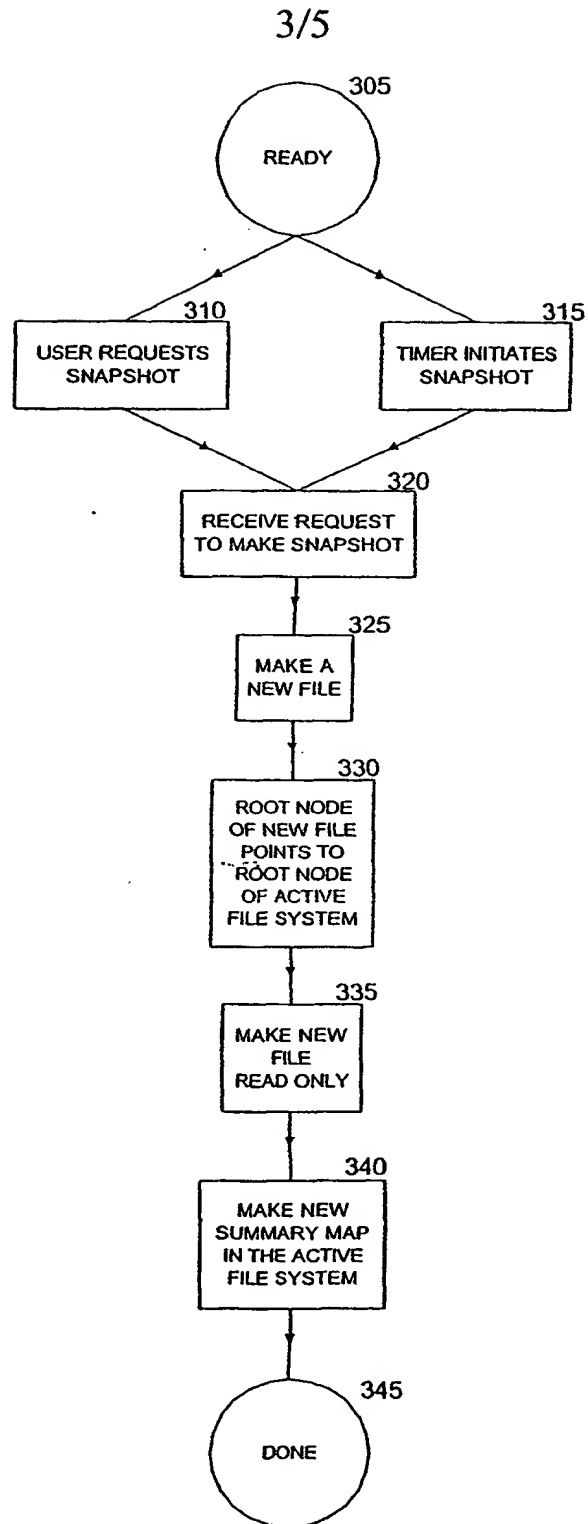 3/5
305
READY
310
USER REQUESTS
SNAPSHOT
315
TIMER INITIATES
SNAPSHOT
320
RECEIVE REQUEST
TO MAKE SNAPSHOT
325
MAKE A
NEW FILE
330
ROOT NODE
OF NEW FILE
POINTS TO
ROOT NODE
OF ACTIVE
FILE SYSTEM
335
MAKE NEW
FILE
READ ONLY
340
MAKE NEW
SUMMARY MAP
IN THE ACTIVE
FILE SYSTEM
345
DONE